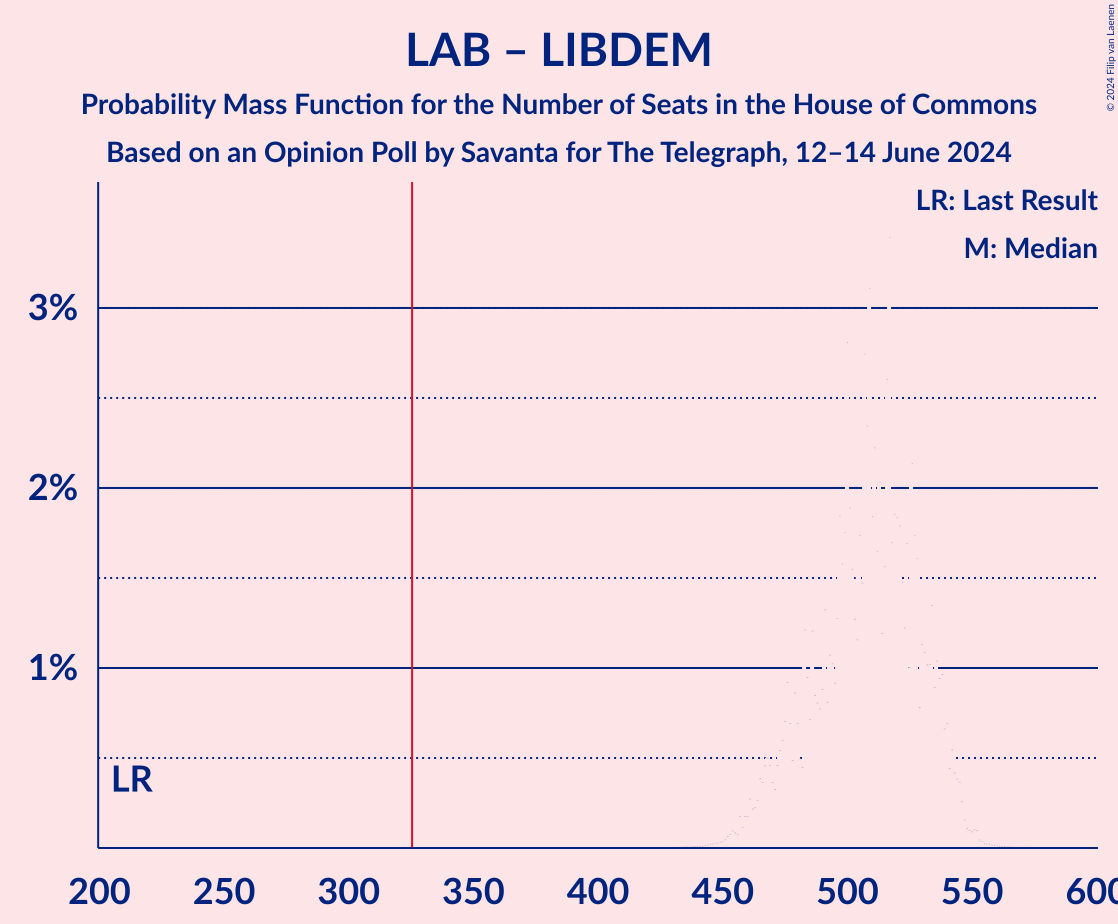 LAB – LIBDEM
Probability Mass Function for the Number of Seats in the House of Commons
Based on an Opinion Poll by Savanta for The Telegraph, 12–14 June 2024
© 2024 Filip van Laenen
LR: Last Result
M: Median
3%
2%
1%
LR
200 250 300 350 400 450 500 550 600